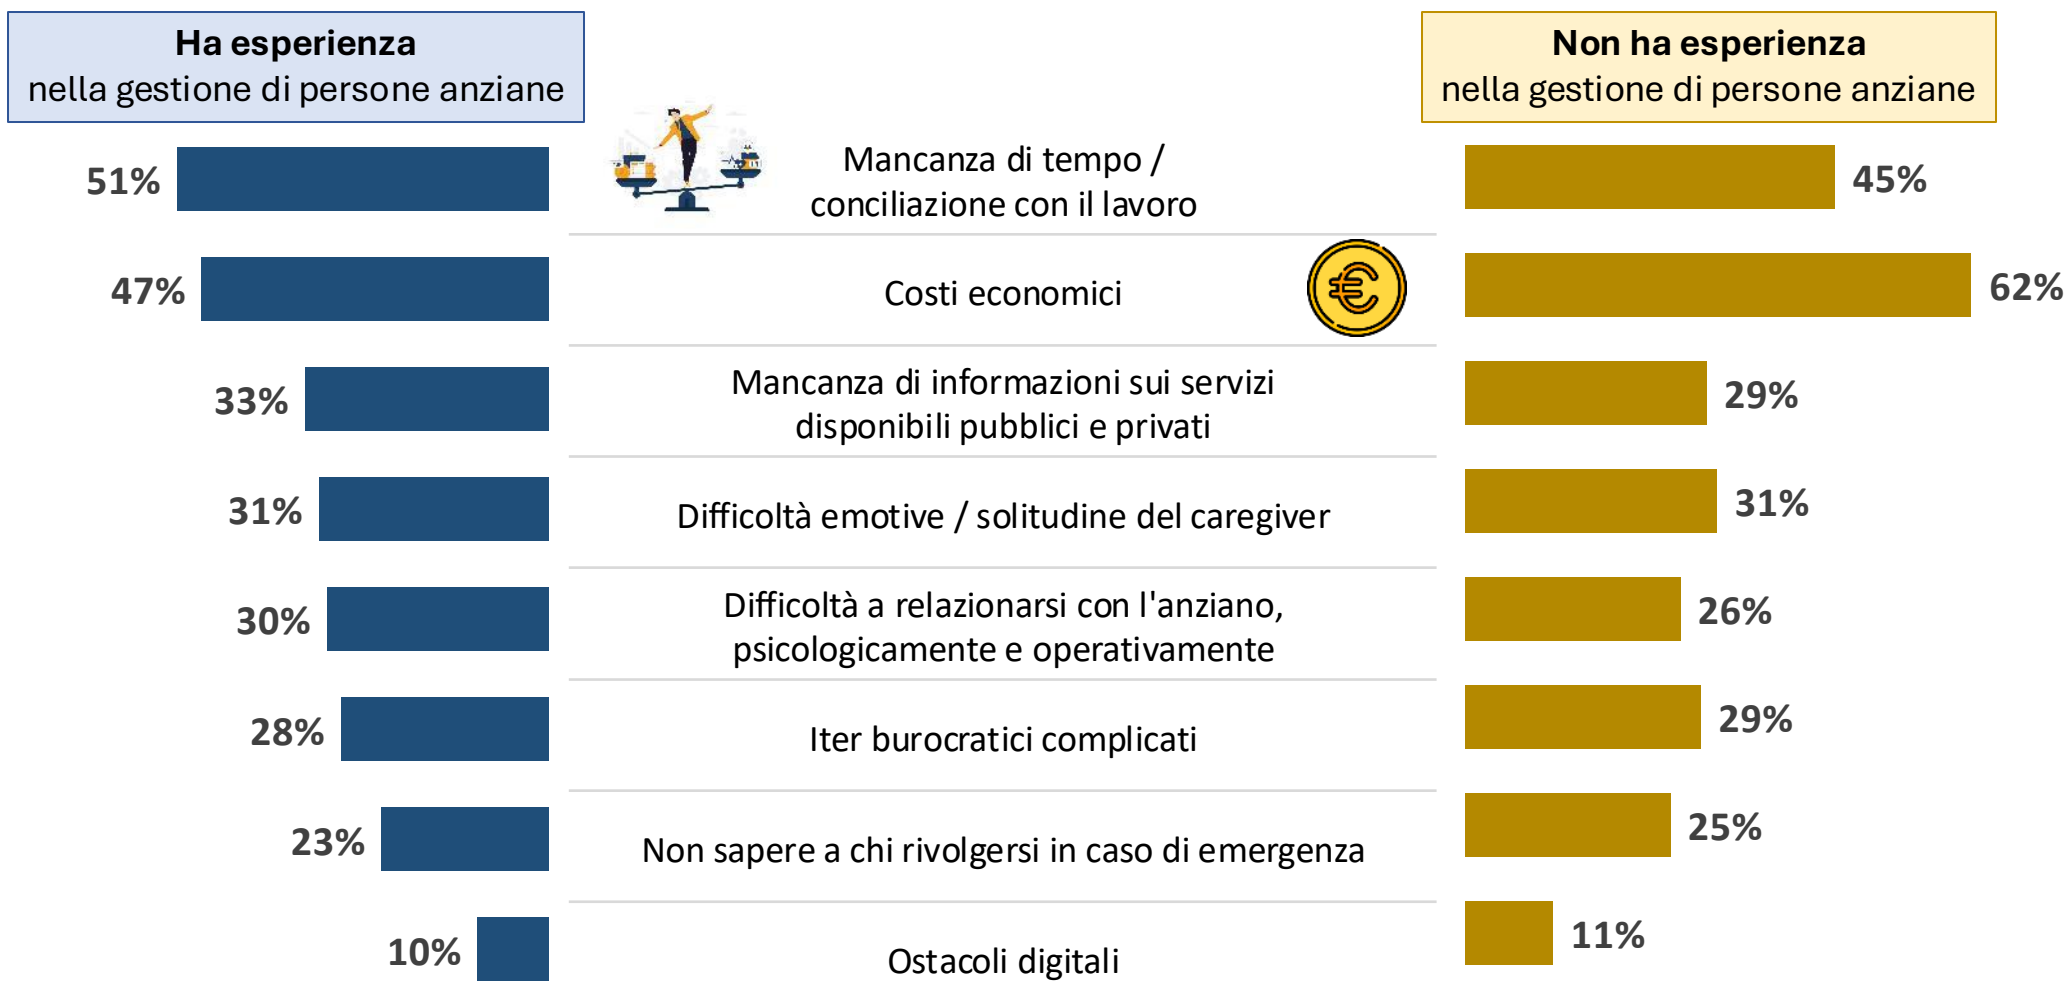 Ha esperienza
nella gestione di persone anziane
Non ha esperienza
nella gestione di persone anziane
51%
Mancanza di tempo /
conciliazione con il lavoro
45%
47%
Costi economici
€
62%
33%
Mancanza di informazioni sui servizi
disponibili pubblici e privati
29%
31%
Difficoltà emotive / solitudine del caregiver
31%
30%
Difficoltà a relazionarsi con l'anziano,
psicologicamente e operativamente
26%
28%
Iter burocratici complicati
29%
23%
Non sapere a chi rivolgersi in caso di emergenza
25%
10%
Ostacoli digitali
11%